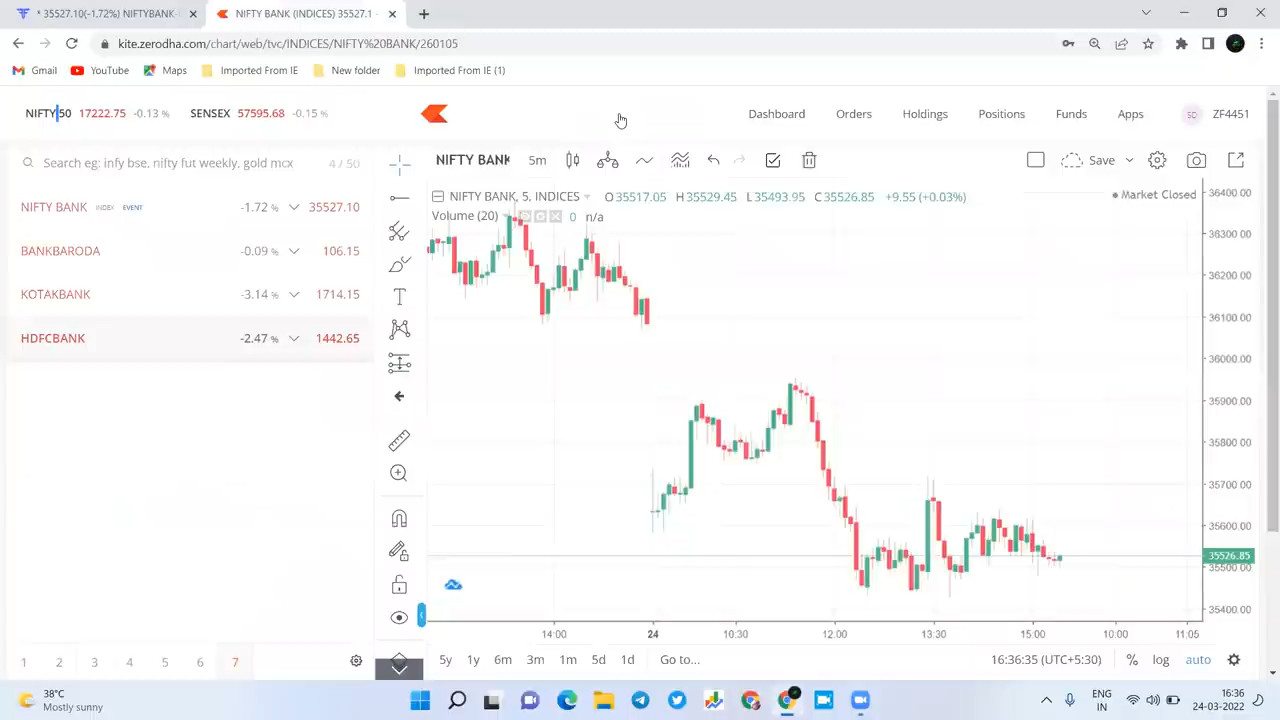 * 35527.10(-1.72%) NIFTYBANK-
NIFTY BANK (INDICES) 35527.1
kite.zerodha.com/chart/web/tvc/INDICES/NIFTY%20BANK/260105
Gmail
YouTube
Maps
Imported From IE
New folder
Imported From IE (1)
NIFTY 50 17222.75 -0.13 %
SENSEX 57595.68 -0.15 %
Dashboard
Orders
Holdings
Positions
Funds
Apps
SD
ZF4451
Search eg: infy bse, nifty fut weekly, gold mcx
4 / 50
NIFTY BANK INDEX EVENT -1.72 % 35527.10
BANKBARODA -0.09 % 106.15
KOTAKBANK -3.14 % 1714.15
HDFCBANK -2.47 % 1442.65
1 2 3 4 5 6 7
NIFTY BANK
5m
Save
NIFTY BANK, 5, INDICES O35517.05 H35529.45 L35493.95 C35526.85 +9.55 (+0.03%)
Market Closed
Volume (20) 0 n/a
36400.00
36300.00
36200.00
36100.00
36000.00
35900.00
35800.00
35700.00
35600.00
35526.85
35500.00
35400.00
14:00 24 10:30 12:00 13:30 15:00 10:00 11:05
5y 1y 6m 3m 1m 5d 1d Go to...
16:36:35 (UTC+5:30)
% log auto
38°C
Mostly sunny
ENG
IN
16:36
24-03-2022